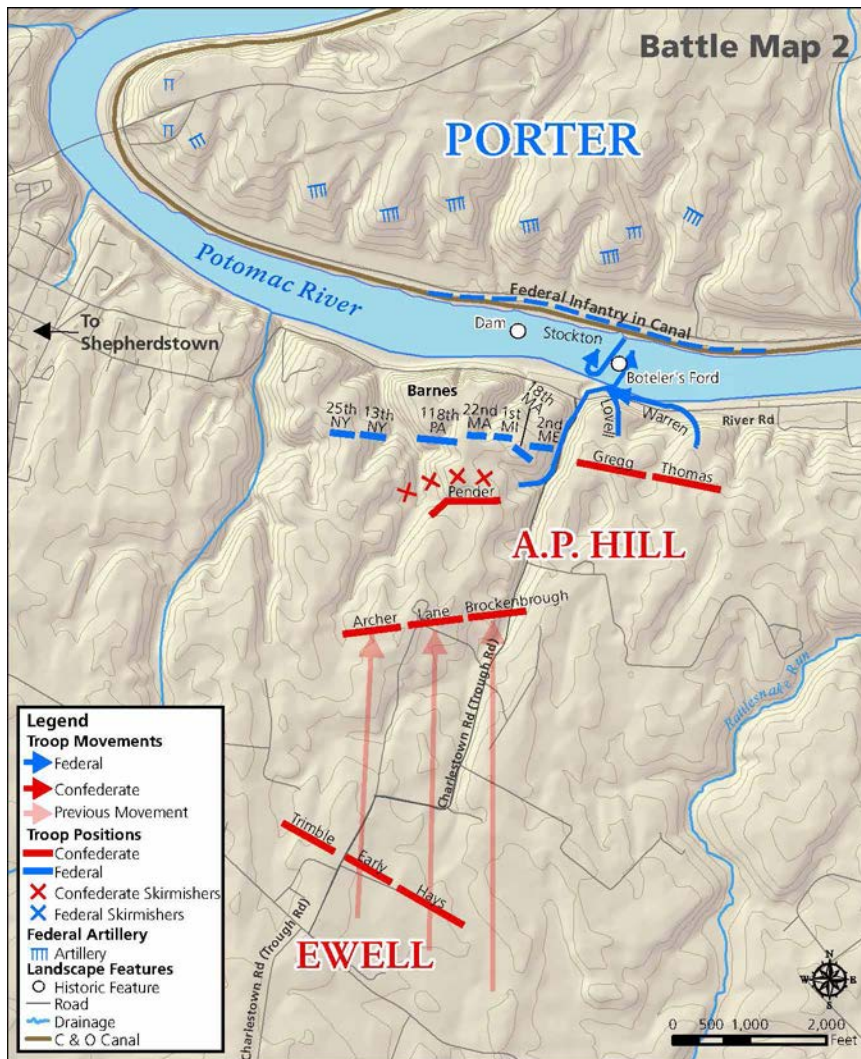 Battle Map 2
PORTER
Potomac River
Federal Infantry in Canal
To
Shepherdstown
Dam
Stockton
Boteler's Ford
Barnes
25th
NY
13th
NY
118th
PA
22nd
MA
1st
MI
18th
MA
2nd
ME
Lovell
Warren
River Rd
Gregg
Thomas
Pender
A.P. HILL
Archer
Lane
Brockenbrough
Charlestown Rd (Trough Rd)
Rattlesnake Run
Trimble
Early
Hays
Charlestown Rd (Trough Rd)
EWELL
Legend
Troop Movements
Federal
Confederate
Previous Movement
Troop Positions
Confederate
Federal
Confederate Skirmishers
Federal Skirmishers
Federal Artillery
Artillery
Landscape Features
Historic Feature
Road
Drainage
C & O Canal
N
W
E
S
0 500 1,000 2,000
Feet